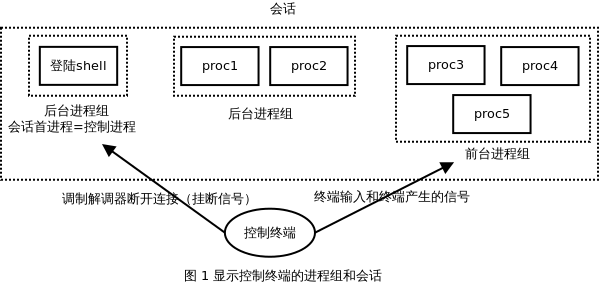 会话
登陆shell
proc1
proc2
proc3
proc4
proc5
后台进程组
会话首进程=控制进程
后台进程组
前台进程组
调制解调器断开连接（挂断信号）
终端输入和终端产生的信号
控制终端
图 1 显示控制终端的进程组和会话